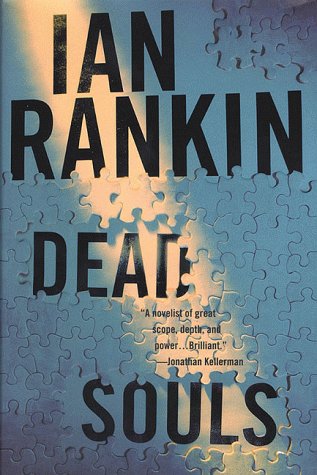 IAN
RANKIN
DEAD
"A novelist of great
scope, depth, and
power...Brilliant."
—Jonathan Kellerman
SOULS